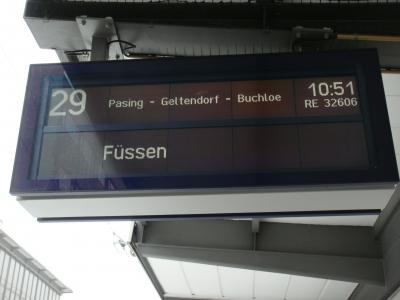 29 Pasing - Geltendorf - Buchloe 10:51
RE 32606
Füssen